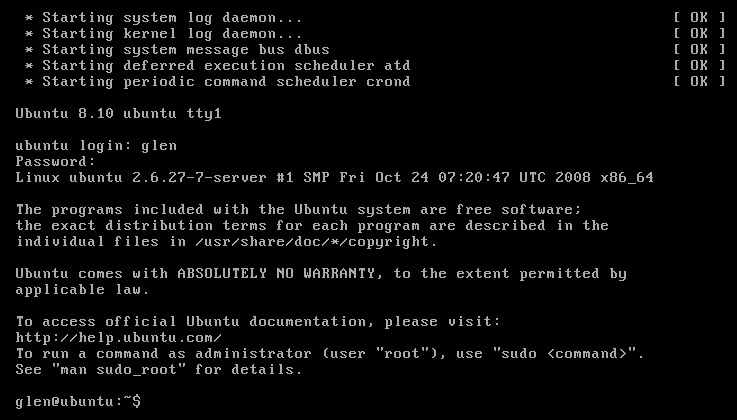 * Starting system log daemon... [ OK ]
* Starting kernel log daemon... [ OK ]
* Starting system message bus dbus [ OK ]
* Starting deferred execution scheduler atd [ OK ]
* Starting periodic command scheduler crond [ OK ]
Ubuntu 8.10 ubuntu tty1
ubuntu login: glen
Password:
Linux ubuntu 2.6.27-7-server #1 SMP Fri Oct 24 07:20:47 UTC 2008 x86_64
The programs included with the Ubuntu system are free software;
the exact distribution terms for each program are described in the
individual files in /usr/share/doc/*/copyright.
Ubuntu comes with ABSOLUTELY NO WARRANTY, to the extent permitted by
applicable law.
To access official Ubuntu documentation, please visit:
http://help.ubuntu.com/
To run a command as administrator (user "root"), use "sudo <command>".
See "man sudo_root" for details.
glen@ubuntu:~$